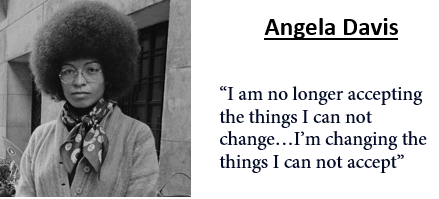 Angela Davis
“I am no longer accepting
the things I can not
change…I’m changing the
things I can not accept”